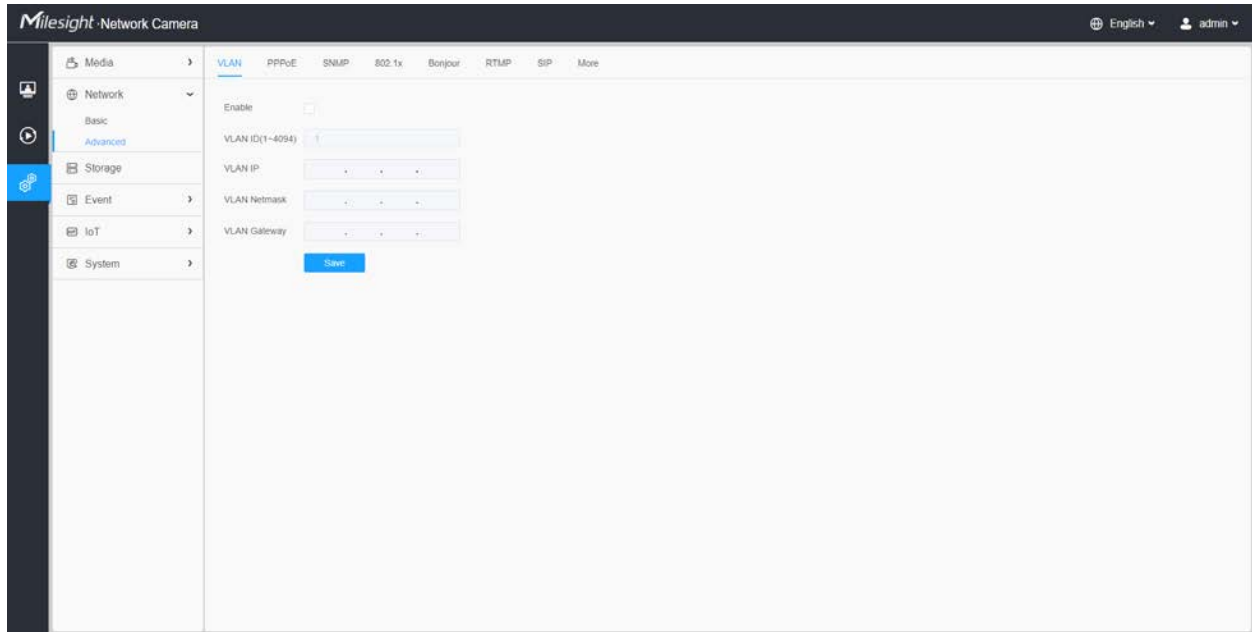 Milesight·Network Camera
English
admin
Media
Network
Basic
Advanced
Storage
Event
IoT
System
VLAN PPPoE SNMP 802.1x Bonjour RTMP SIP More
Enable
VLAN ID(1~4094) 1
VLAN IP . . .
VLAN Netmask . . .
VLAN Gateway . . .
Save